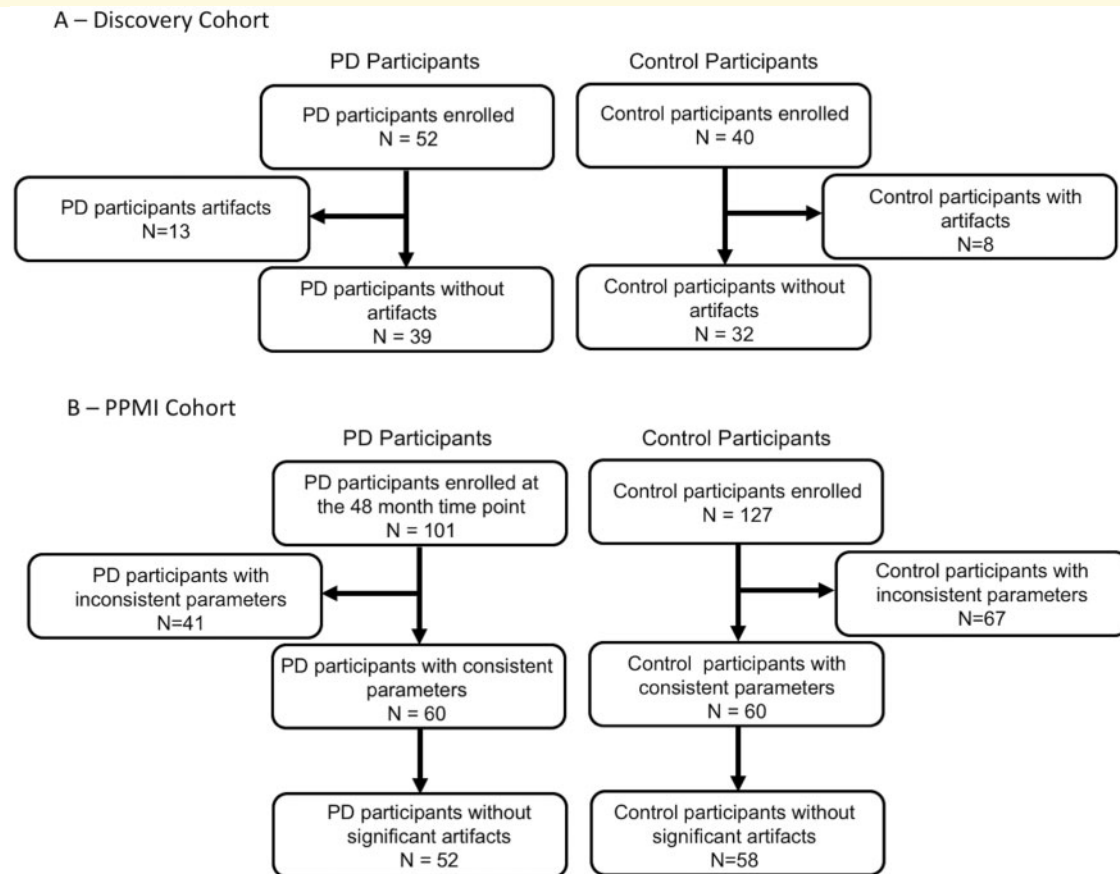 A – Discovery Cohort
PD Participants
Control Participants
PD participants enrolled
N = 52
Control participants enrolled
N = 40
PD participants artifacts
N=13
Control participants with
artifacts
N=8
PD participants without
artifacts
N = 39
Control participants without
artifacts
N = 32
B – PPMI Cohort
PD Participants
Control Participants
PD participants enrolled at
the 48 month time point
N = 101
Control participants enrolled
N = 127
PD participants with
inconsistent parameters
N=41
Control participants with
inconsistent parameters
N=67
PD participants with consistent
parameters
N = 60
Control participants with
consistent parameters
N = 60
PD participants without
significant artifacts
N = 52
Control participants without
significant artifacts
N=58